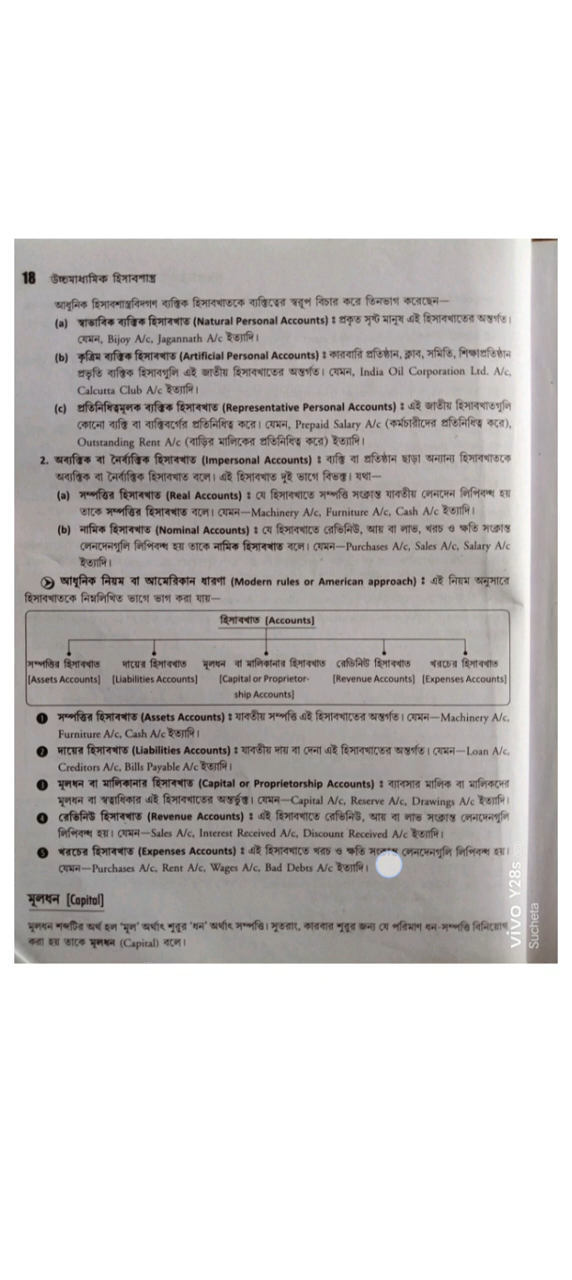 18 উচ্চমাধ্যমিক হিসাবশাস্ত্র
আধুনিক হিসাবশাস্ত্রবিদগণ ব্যক্তিক হিসাবখাতকে ব্যক্তিত্বের স্বরূপ বিচার করে তিনভাগ করেছেন—
(a) স্বাভাবিক ব্যক্তিক হিসাবখাত (Natural Personal Accounts) : প্রকৃত সৃষ্ট মানুষ এই হিসাবখাতের অন্তর্গত।
যেমন, Bijoy A/c, Jagannath A/c ইত্যাদি।
(b) কৃত্রিম ব্যক্তিক হিসাবখাত (Artificial Personal Accounts) : কারবারি প্রতিষ্ঠান, ক্লাব, সমিতি, শিক্ষাপ্রতিষ্ঠান
প্রভৃতি ব্যক্তিক হিসাবগুলি এই জাতীয় হিসাবখাতের অন্তর্গত। যেমন, India Oil Corporation Ltd. A/c,
Calcutta Club A/c ইত্যাদি।
(c) প্রতিনিধিত্বমূলক ব্যক্তিক হিসাবখাত (Representative Personal Accounts) : এই জাতীয় হিসাবখাতগুলি
কোনো ব্যক্তি বা ব্যক্তিবর্গের প্রতিনিধিত্ব করে। যেমন, Prepaid Salary A/c (কর্মচারীদের প্রতিনিধিত্ব করে),
Outstanding Rent A/c (বাড়ির মালিকের প্রতিনিধিত্ব করে) ইত্যাদি।
2. অব্যক্তিক বা নৈর্ব্যক্তিক হিসাবখাত (Impersonal Accounts) : ব্যক্তি বা প্রতিষ্ঠান ছাড়া অন্যান্য হিসাবখাতকে
অব্যক্তিক বা নৈর্ব্যক্তিক হিসাবখাত বলে। এই হিসাবখাত দুই ভাগে বিভক্ত। যথা—
(a) সম্পত্তির হিসাবখাত (Real Accounts) : যে হিসাবখাতে সম্পত্তি সংক্রান্ত যাবতীয় লেনদেন লিপিবদ্ধ হয়
তাকে সম্পত্তির হিসাবখাত বলে। যেমন—Machinery A/c, Furniture A/c, Cash A/c ইত্যাদি।
(b) নামিক হিসাবখাত (Nominal Accounts) : যে হিসাবখাতে রেভিনিউ, আয় বা লাভ, খরচ ও ক্ষতি সংক্রান্ত
লেনদেনগুলি লিপিবদ্ধ হয় তাকে নামিক হিসাবখাত বলে। যেমন—Purchases A/c, Sales A/c, Salary A/c
ইত্যাদি।
আধুনিক নিয়ম বা আমেরিকান ধারণা (Modern rules or American approach) : এই নিয়ম অনুসারে
হিসাবখাতকে নিম্নলিখিত ভাগে ভাগ করা যায়—
হিসাবখাত [Accounts]
সম্পত্তির হিসাবখাত দায়ের হিসাবখাত মূলধন বা মালিকানার হিসাবখাত রেভিনিউ হিসাবখাত খরচের হিসাবখাত
[Assets Accounts] [Liabilities Accounts] [Capital or Proprietor- [Revenue Accounts] [Expenses Accounts]
ship Accounts]
❶ সম্পত্তির হিসাবখাত (Assets Accounts) : যাবতীয় সম্পত্তি এই হিসাবখাতের অন্তর্গত। যেমন—Machinery A/c,
Furniture A/c, Cash A/c ইত্যাদি।
❷ দায়ের হিসাবখাত (Liabilities Accounts) : যাবতীয় দায় বা দেনা এই হিসাবখাতের অন্তর্গত। যেমন—Loan A/c,
Creditors A/c, Bills Payable A/c ইত্যাদি।
❸ মূলধন বা মালিকানার হিসাবখাত (Capital or Proprietorship Accounts) : ব্যাবসার মালিক বা মালিকদের
মূলধন বা স্বত্বাধিকার এই হিসাবখাতের অন্তর্ভুক্ত। যেমন—Capital A/c, Reserve A/c, Drawings A/c ইত্যাদি।
❹ রেভিনিউ হিসাবখাত (Revenue Accounts) : এই হিসাবখাতে রেভিনিউ, আয় বা লাভ সংক্রান্ত লেনদেনগুলি
লিপিবদ্ধ হয়। যেমন—Sales A/c, Interest Received A/c, Discount Received A/c ইত্যাদি।
❺ খরচের হিসাবখাত (Expenses Accounts) : এই হিসাবখাতে খরচ ও ক্ষতি সংক্রান্ত লেনদেনগুলি লিপিবদ্ধ হয়।
যেমন—Purchases A/c, Rent A/c, Wages A/c, Bad Debts A/c ইত্যাদি।
মূলধন [Capital]
মূলধন শব্দটির অর্থ হল 'মূল' অর্থাৎ শুরুর 'ধন' অর্থাৎ সম্পত্তি। সুতরাং, কারবার শুরুর জন্য যে পরিমাণ ধন-সম্পত্তি বিনিয়োগ
করা হয় তাকে মূলধন (Capital) বলে।
vivo Y28s
Sucheta